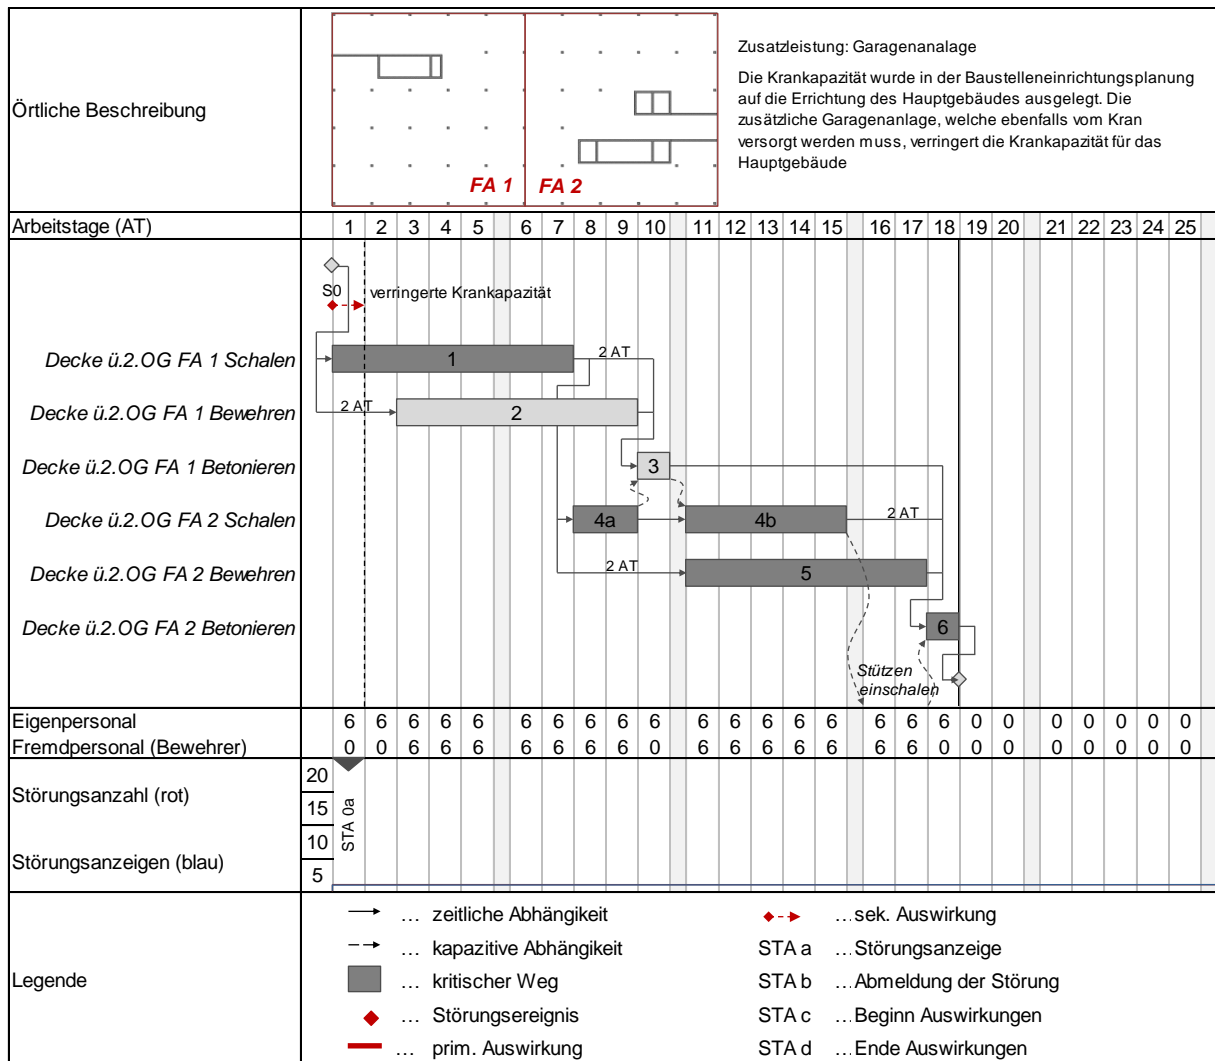 Örtliche Beschreibung
FA 1 FA 2
Zusatzleistung: Garagenanalage
Die Krankapazität wurde in der Baustelleneinrichtungsplanung
auf die Errichtung des Hauptgebäudes ausgelegt. Die
zusätzliche Garagenanlage, welche ebenfalls vom Kran
versorgt werden muss, verringert die Krankapazität für das
Hauptgebäude
Arbeitstage (AT) 1 2 3 4 5 6 7 8 9 10 11 12 13 14 15 16 17 18 19 20 21 22 23 24 25
S0 verringerte Krankapazität
Decke ü.2.OG FA 1 Schalen 1 2 AT
Decke ü.2.OG FA 1 Bewehren 2 AT 2
Decke ü.2.OG FA 1 Betonieren 3
Decke ü.2.OG FA 2 Schalen 4a 4b 2 AT
Decke ü.2.OG FA 2 Bewehren 2 AT 5
Decke ü.2.OG FA 2 Betonieren 6
Stützen
einschalen
Eigenpersonal 6 6 6 6 6 6 6 6 6 6 6 6 6 6 6 6 6 6 0 0 0 0 0 0 0
Fremdpersonal (Bewehrer) 0 0 6 6 6 6 6 6 6 0 6 6 6 6 6 6 6 0 0 0 0 0 0 0 0
Störungsanzahl (rot)
Störungsanzeigen (blau)
20
15
10
5
STA 0a
Legende
... zeitliche Abhängikeit
... kapazitive Abhängikeit
... kritischer Weg
... Störungsereignis
... prim. Auswirkung
... sek. Auswirkung
STA a ... Störungsanzeige
STA b ... Abmeldung der Störung
STA c ... Beginn Auswirkungen
STA d ... Ende Auswirkungen